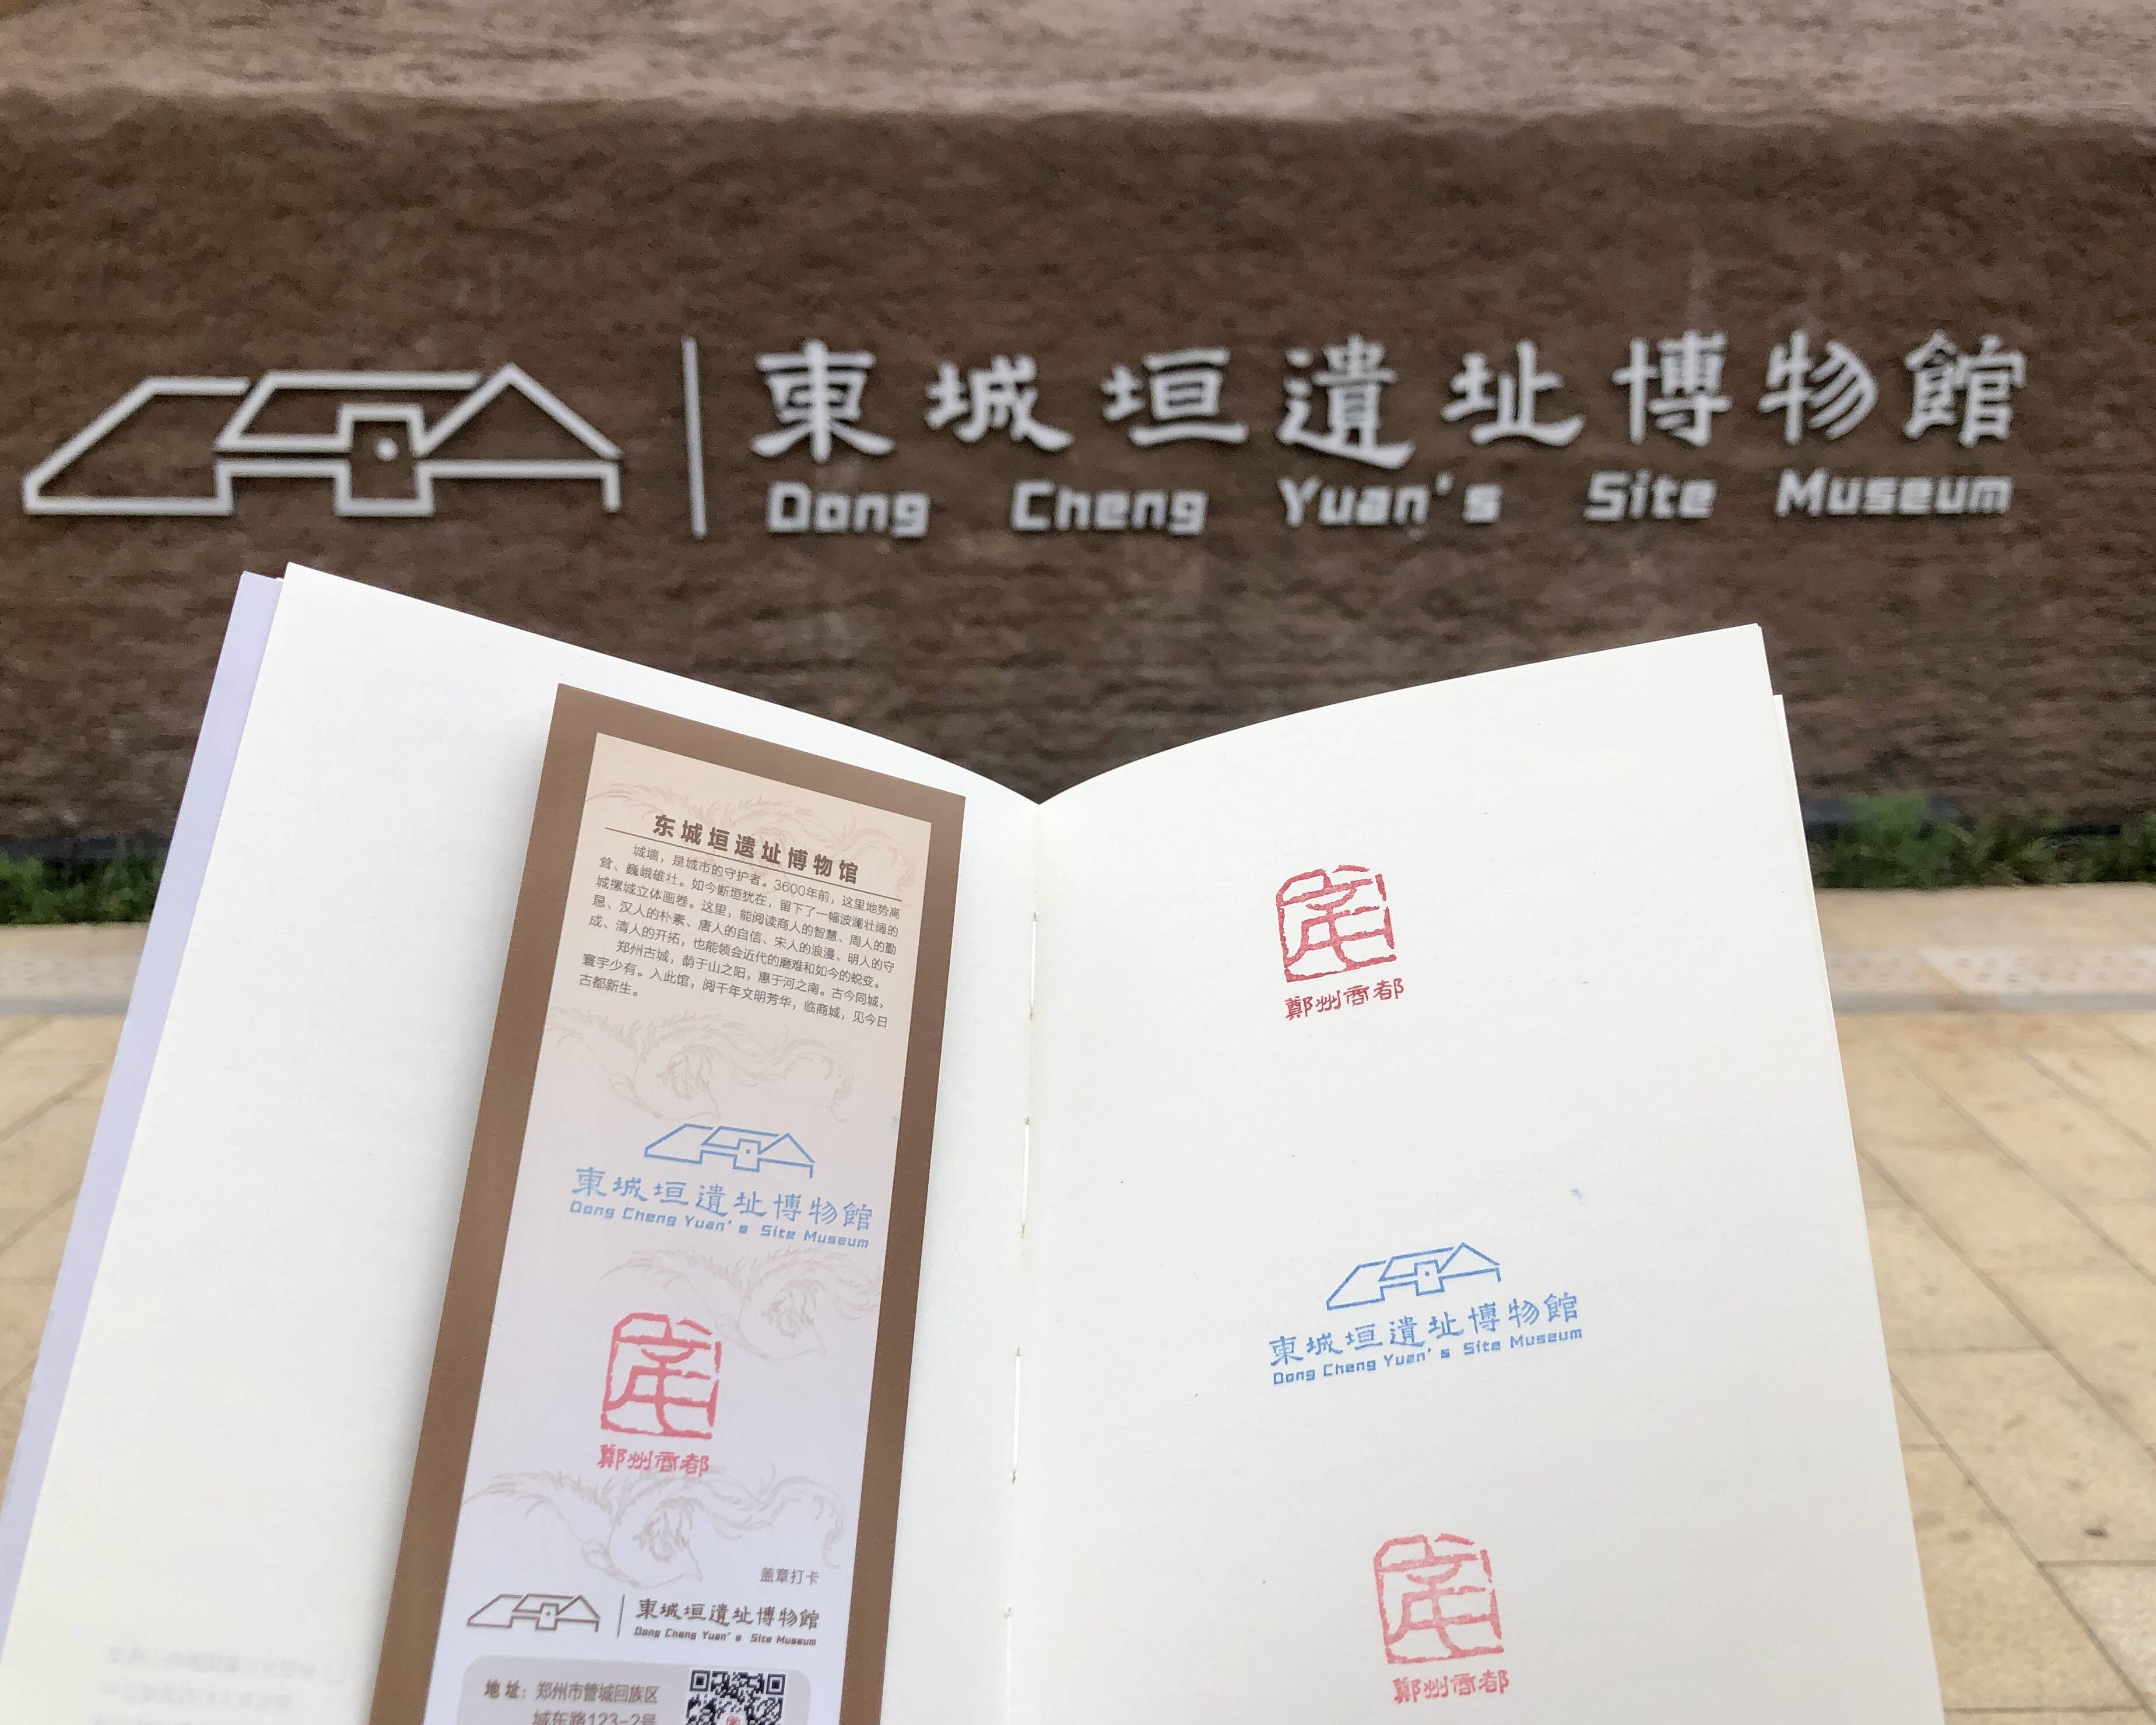 東城垣遺址博物館
Dong Cheng Yuan's Site Museum
东城垣遗址博物馆
城墙，是城市的守护者。3600年前，这里地势高
耸、巍峨雄壮。如今断垣犹在，留下了一幅波澜壮阔的
城摞城立体画卷。这里，能阅读商人的智慧、周人的勤
恳、汉人的朴素、唐人的自信、宋人的浪漫、明人的守
成、清人的开拓，也能领会近代的磨难和如今的蜕变。
郑州古城，荫于山之阳，惠于河之南。古今同城，
寰宇少有。入此馆，阅千年文明芳华，临商城，见今日
古都新生。
東城垣遺址博物館
Dong Cheng Yuan's Site Museum
鄭州商都
盖章打卡
東城垣遺址博物館
Dong Cheng Yuan's Site Museum
地 址：郑州市管城回族区
城东路123-2号
鄭州商都
東城垣遺址博物館
Dong Cheng Yuan's Site Museum
鄭州商都